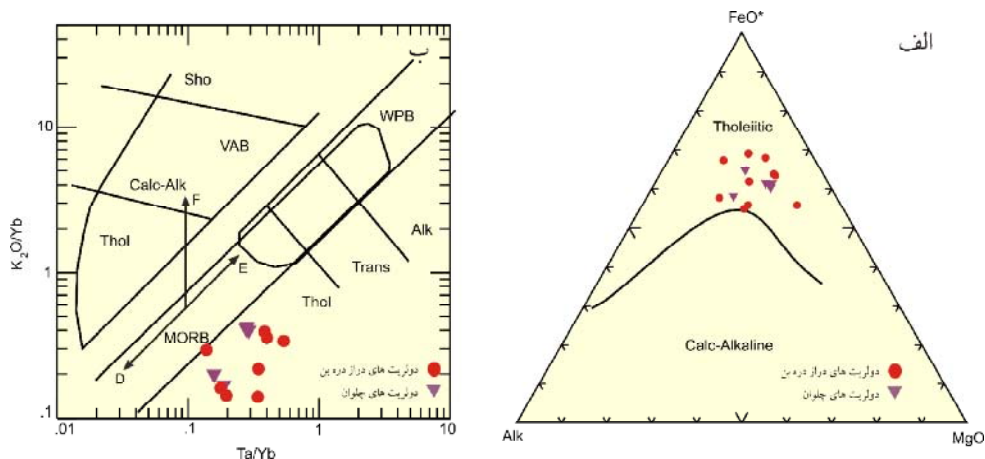 ب
Sho
WPB
VAB
Calc-Alk
F
Thol
Alk
E
Trans
Thol
MORB
D
دولریت های دراز دره بن
دولریت های چلوان
K2O/Yb
10
1
.1
.01
.1
1
10
Ta/Yb
الف
FeO*
Tholeiitic
Calc-Alkaline
دولریت های دراز دره بن
دولریت های چلوان
Alk
MgO